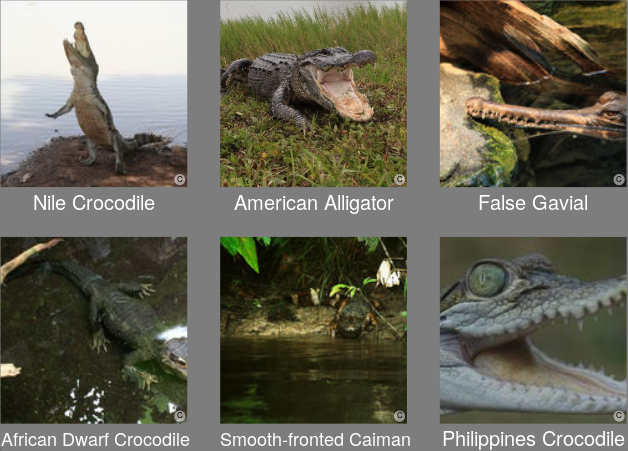 ©
©
©
Nile Crocodile
American Alligator
False Gavial
©
©
©
African Dwarf Crocodile
Smooth-fronted Caiman
Philippines Crocodile